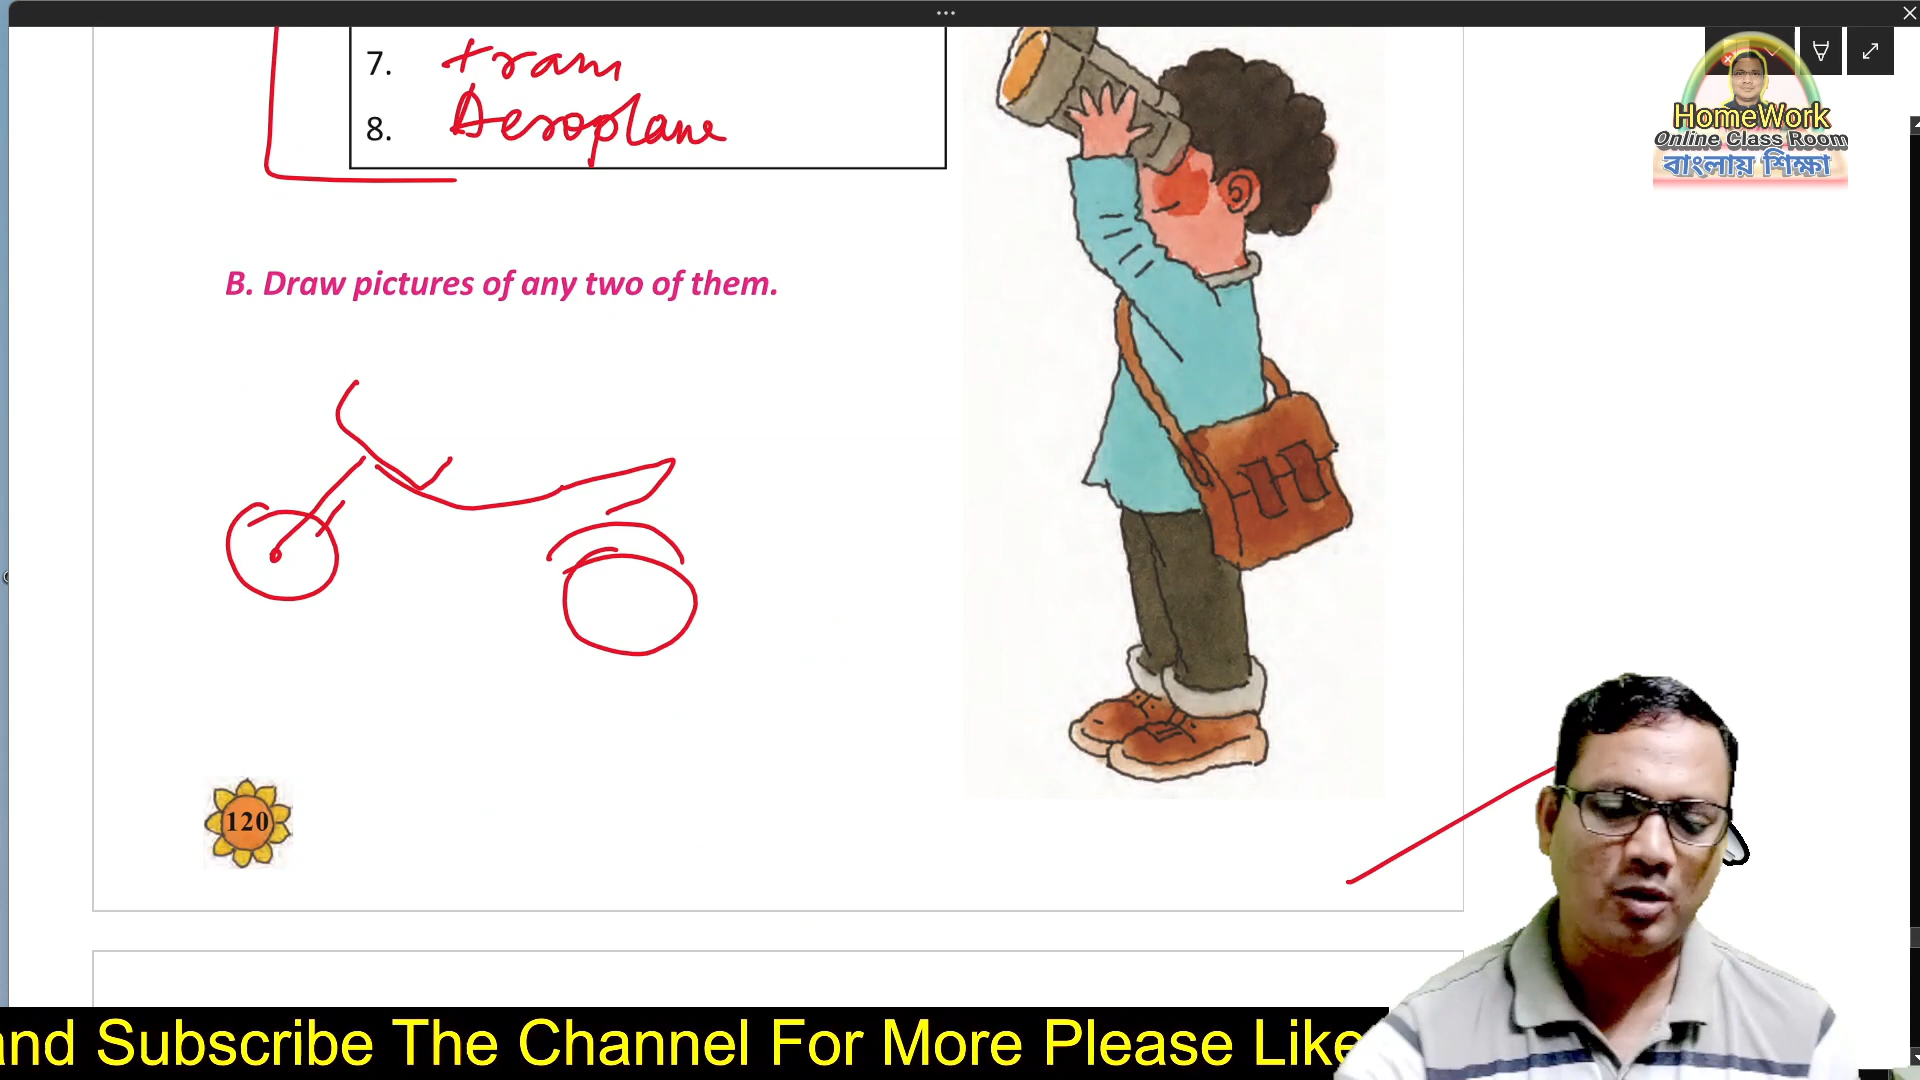 7. tram
8. Aeroplane
HomeWork
Online Class Room
বাংলায় শিক্ষা
B. Draw pictures of any two of them.
120
and Subscribe The Channel For More Please Like